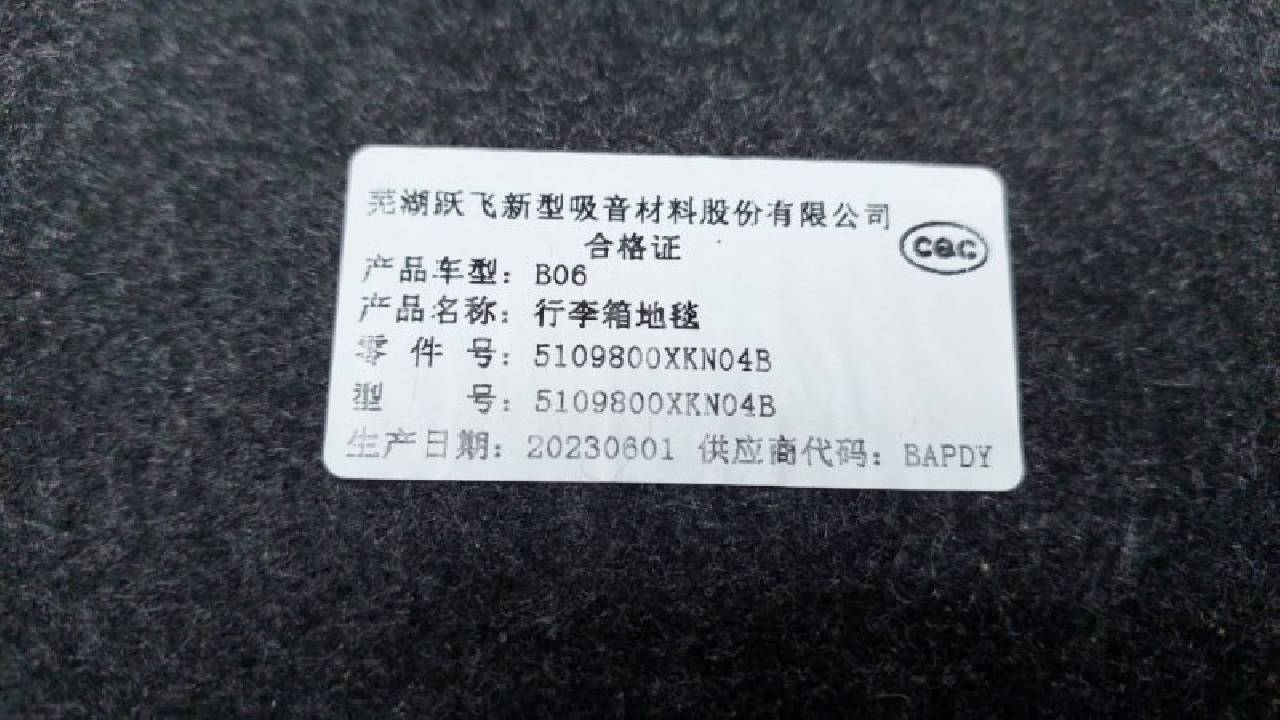 芜湖跃飞新型吸音材料股份有限公司
合格证
CQC
产品车型：B06
产品名称：行李箱地毯
零 件 号：5109800XKN04B
型 号：5109800XKN04B
生产日期：20230601 供应商代码：BAPDY